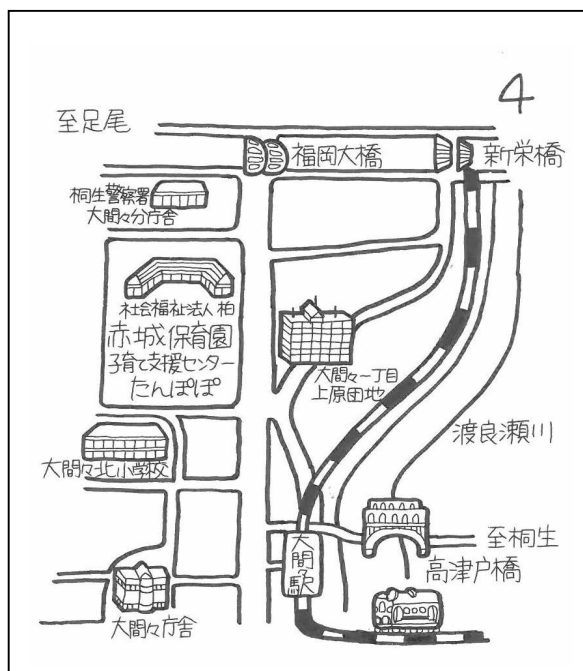 4
至足尾
福岡大橋
新栄橋
桐生警察署
大間々分庁舎
社会福祉法人 柏
赤城保育園
子育て支援センター
たんぽぽ
大間々一丁目
上原団地
渡良瀬川
大間々北小学校
大間々駅
至桐生
高津戸橋
大間々庁舎